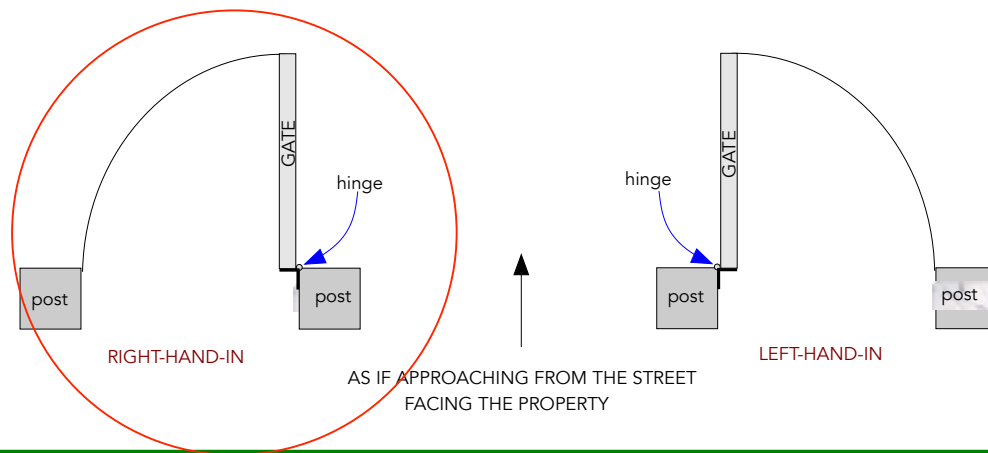 GATE
hinge
post
post
RIGHT-HAND-IN
AS IF APPROACHING FROM THE STREET
FACING THE PROPERTY
GATE
hinge
post
post
LEFT-HAND-IN